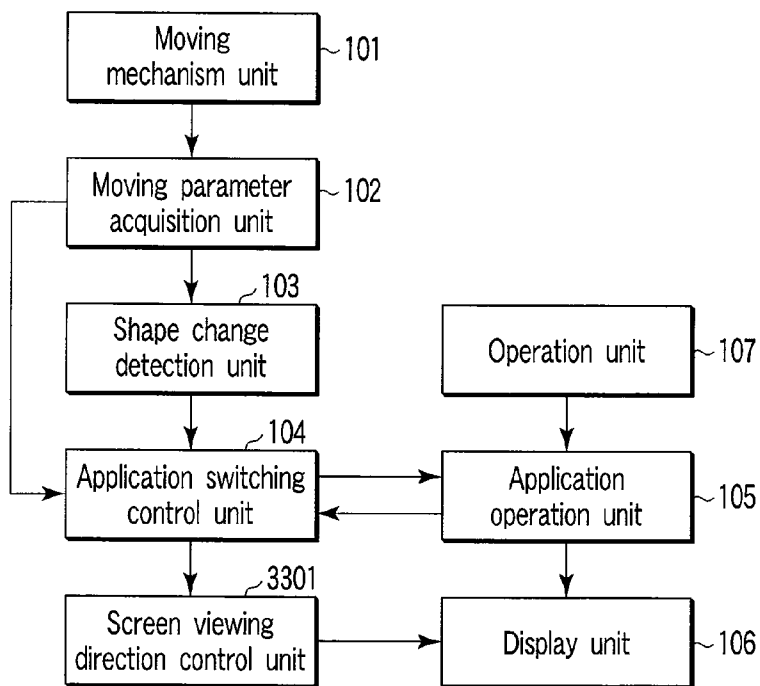 Moving
mechanism unit
101
Moving parameter
acquisition unit
102
103
Shape change
detection unit
Operation unit
107
104
Application switching
control unit
Application
operation unit
105
3301
Screen viewing
direction control unit
Display unit
106